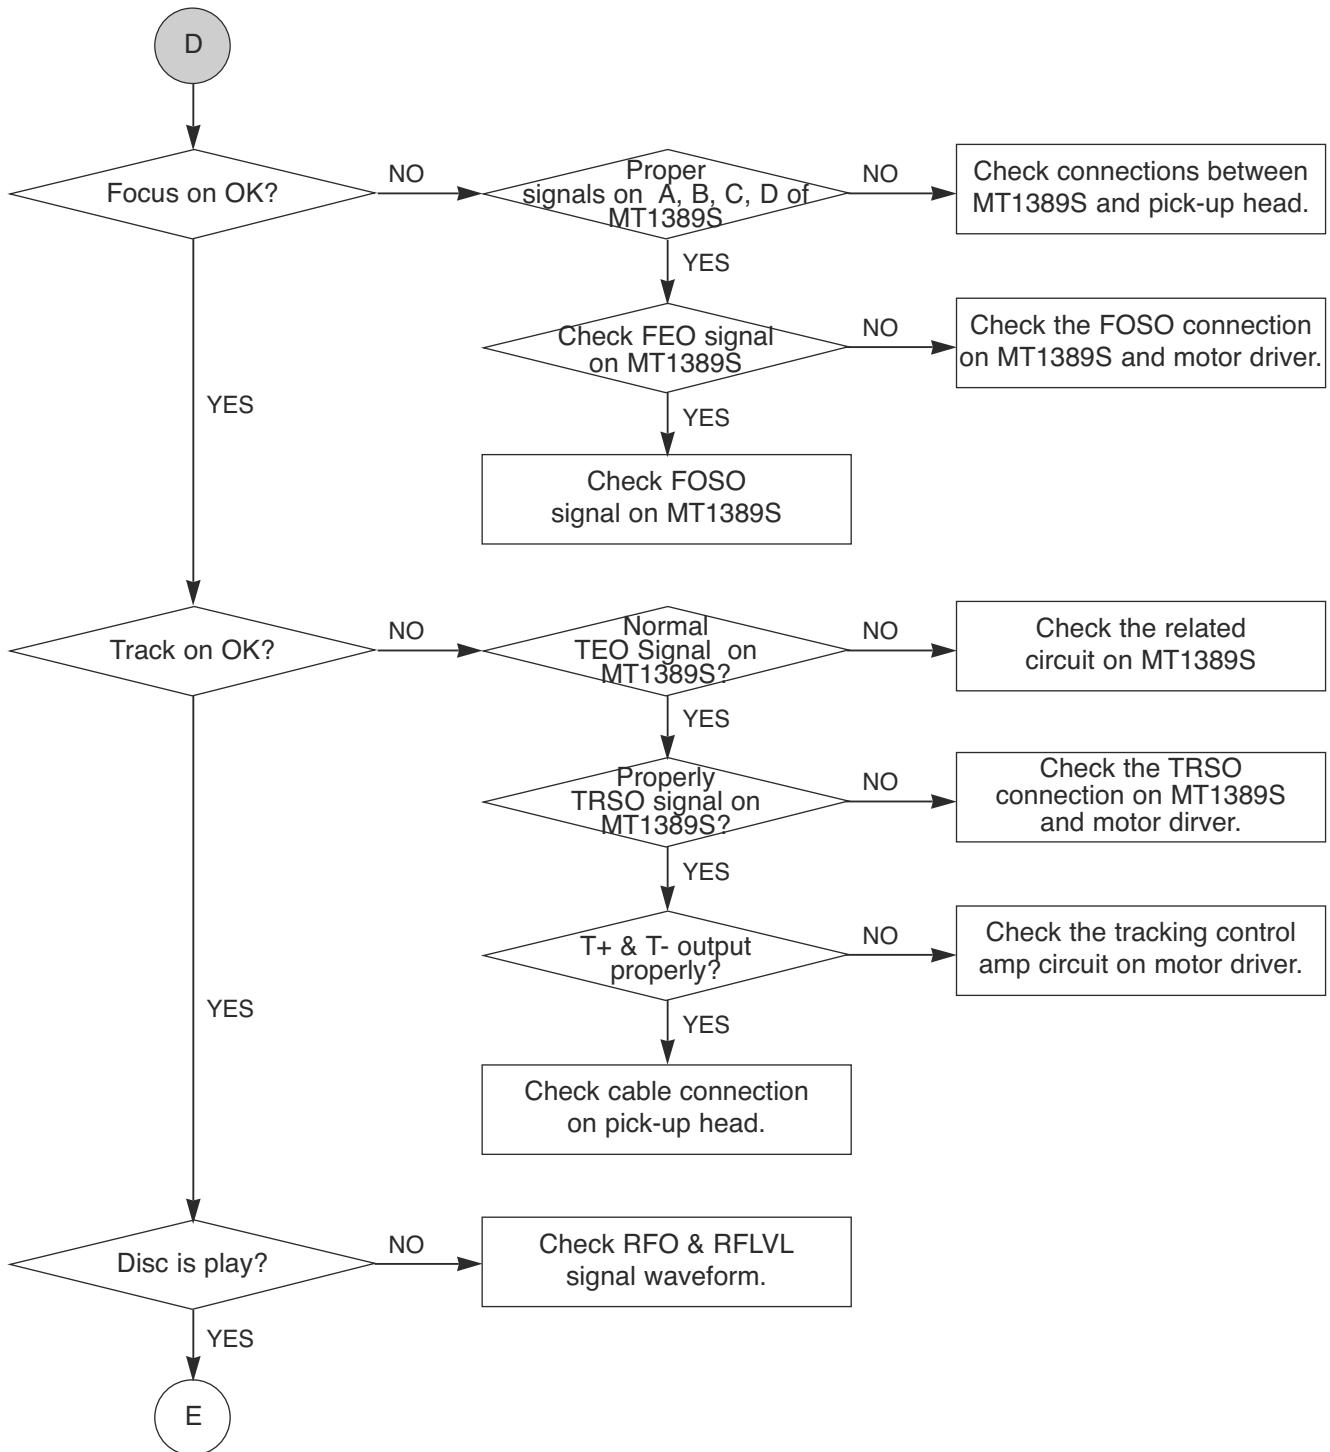 D
Focus on OK?
NO
Proper
signals on A, B, C, D of
MT1389S
NO
Check connections between
MT1389S and pick-up head.
YES
Check FEO signal
on MT1389S
NO
Check the FOSO connection
on MT1389S and motor driver.
YES
YES
Check FOSO
signal on MT1389S
Track on OK?
NO
Normal
TEO Signal on
MT1389S?
NO
Check the related
circuit on MT1389S
YES
Properly
TRSO signal on
MT1389S?
NO
Check the TRSO
connection on MT1389S
and motor dirver.
YES
T+ & T- output
properly?
NO
Check the tracking control
amp circuit on motor driver.
YES
YES
Check cable connection
on pick-up head.
Disc is play?
NO
Check RFO & RFLVL
signal waveform.
YES
E